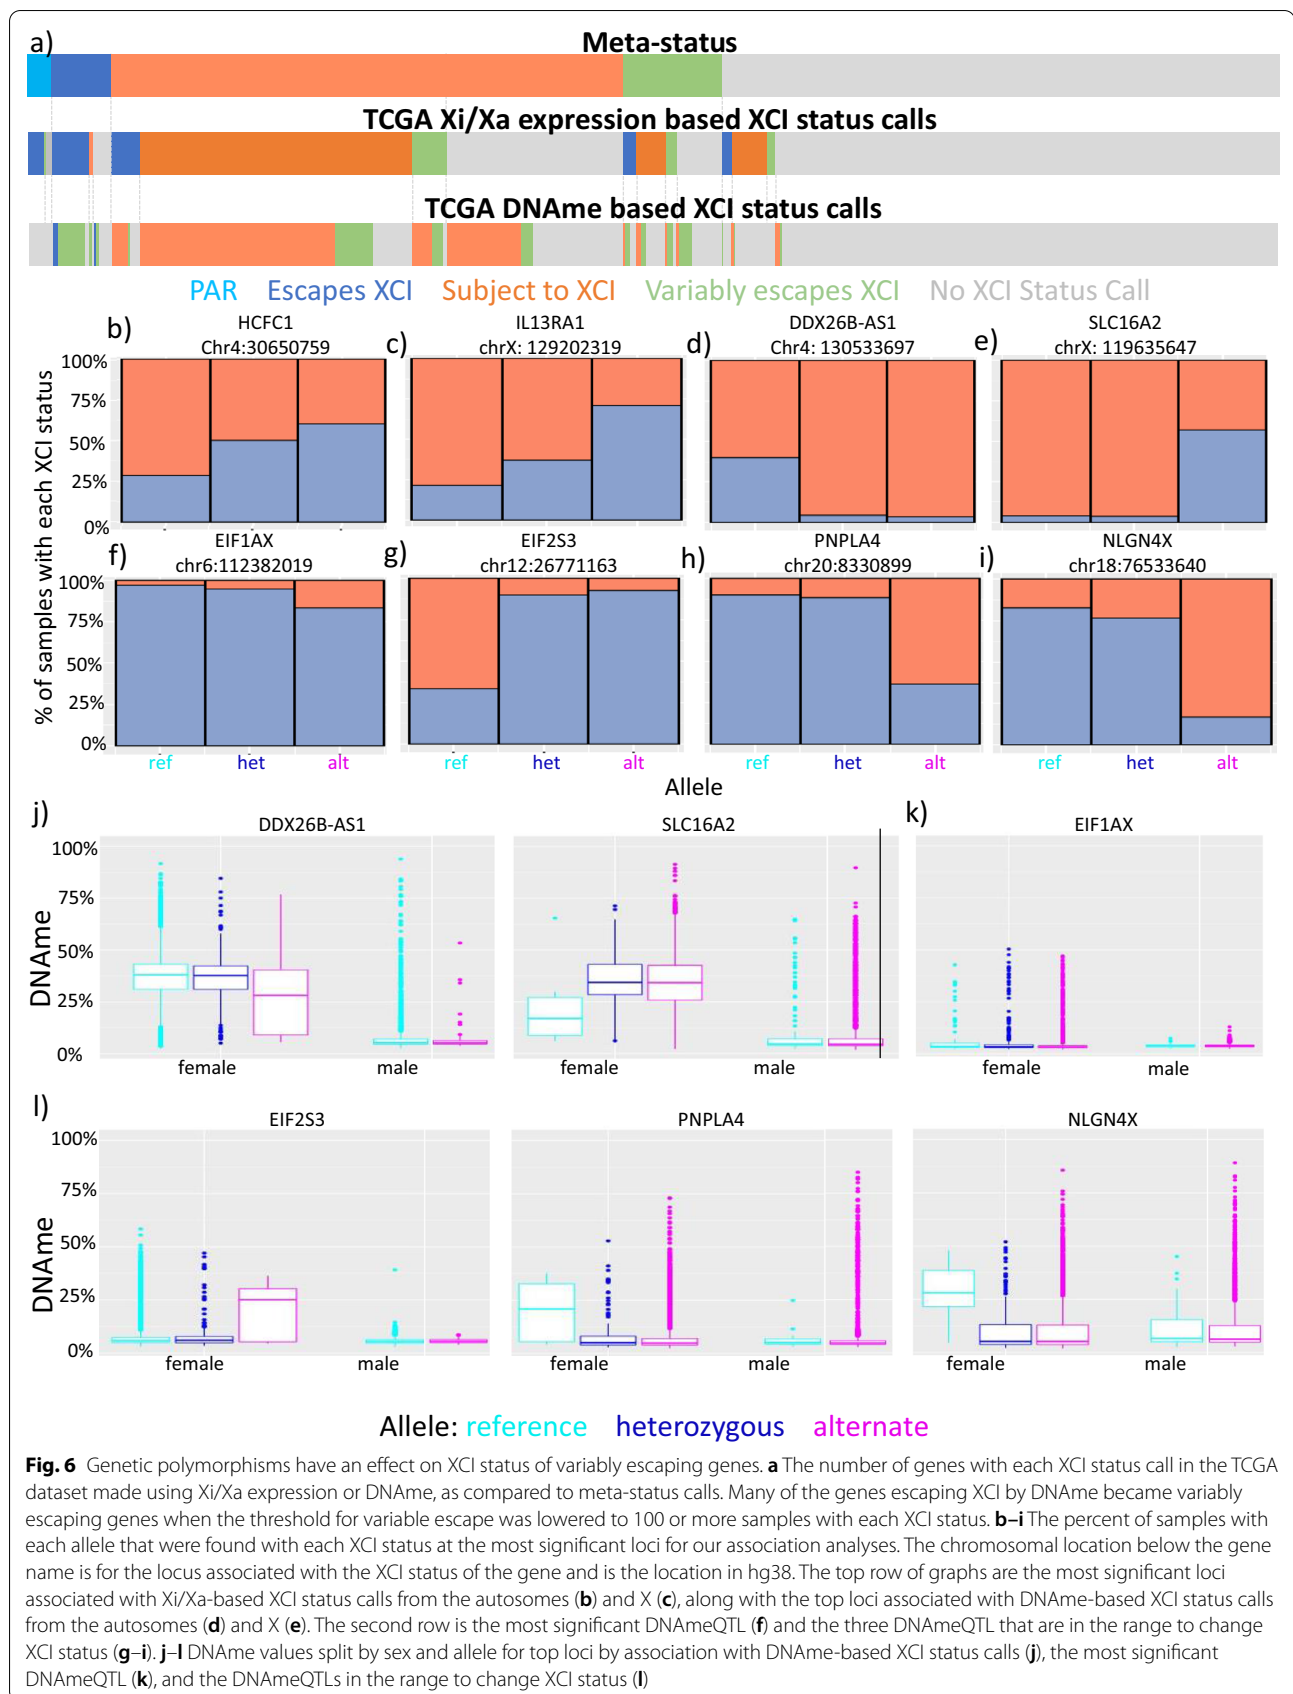 a)
Meta-status
TCGA Xi/Xa expression based XCI status calls
TCGA DNAme based XCI status calls
PAR Escapes XCI Subject to XCI Variably escapes XCI No XCI Status Call
b) HCFC1
Chr4:30650759
c) IL13RA1
chrX: 129202319
d) DDX26B-AS1
Chr4: 130533697
e) SLC16A2
chrX: 119635647
% of samples with each XCI status
100%
75%
50%
25%
0%
f) EIF1AX
chr6:112382019
g) EIF2S3
chr12:26771163
h) PNPLA4
chr20:8330899
i) NLGN4X
chr18:76533640
100%
75%
50%
25%
0%
ref het alt ref het alt ref het alt ref het alt
Allele
j) DDX26B-AS1 SLC16A2 k) EIF1AX
DNAme
100%
75%
50%
25%
0%
female male female male female male
l) EIF2S3 PNPLA4 NLGN4X
DNAme
100%
75%
50%
25%
0%
female male female male female male
Allele: reference heterozygous alternate
Fig. 6 Genetic polymorphisms have an effect on XCI status of variably escaping genes. a The number of genes with each XCI status call in the TCGA
dataset made using Xi/Xa expression or DNAme, as compared to meta-status calls. Many of the genes escaping XCI by DNAme became variably
escaping genes when the threshold for variable escape was lowered to 100 or more samples with each XCI status. b–i The percent of samples with
each allele that were found with each XCI status at the most significant loci for our association analyses. The chromosomal location below the gene
name is for the locus associated with the XCI status of the gene and is the location in hg38. The top row of graphs are the most significant loci
associated with Xi/Xa-based XCI status calls from the autosomes (b) and X (c), along with the top loci associated with DNAme-based XCI status calls
from the autosomes (d) and X (e). The second row is the most significant DNAmeQTL (f) and the three DNAmeQTL that are in the range to change
XCI status (g–i). j–l DNAme values split by sex and allele for top loci by association with DNAme-based XCI status calls (j), the most significant
DNAmeQTL (k), and the DNAmeQTLs in the range to change XCI status (l)